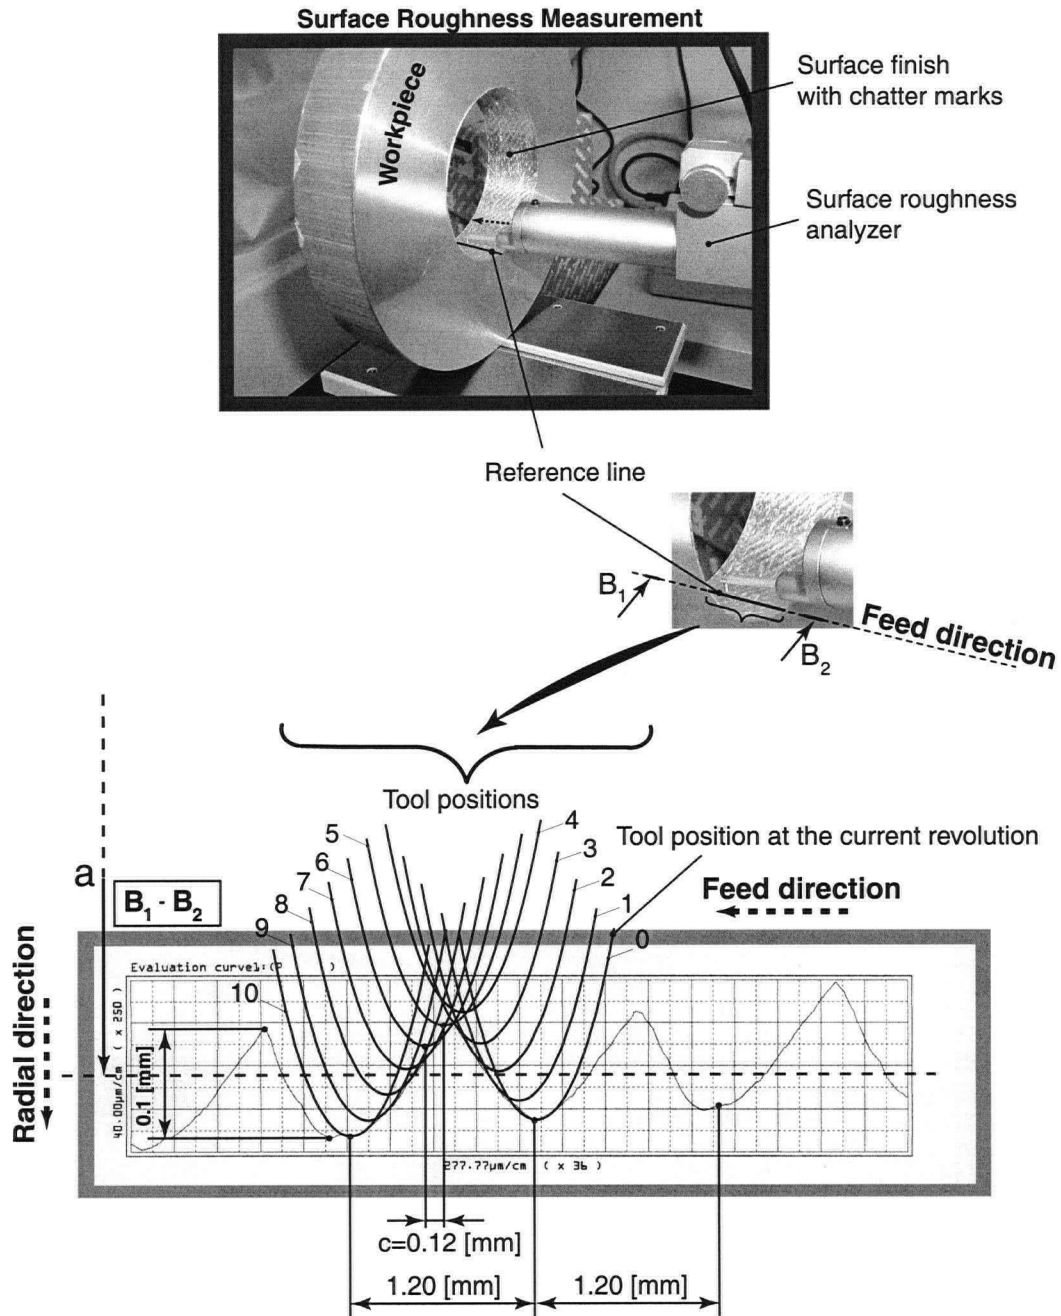 Surface Roughness Measurement
Workpiece
Surface finish
with chatter marks
Surface roughness
analyzer
Reference line
B₁
B₂
Feed direction
Tool positions
5
4
6
3
7
2
8
1
9
0
10
Tool position at the current revolution
a
B₁ - B₂
Feed direction
Evaluation curve1:(P )
Radial direction
40.00µm/cm ( x 250 )
0.1 [mm]
277.77µm/cm ( x 36 )
c=0.12 [mm]
1.20 [mm]
1.20 [mm]